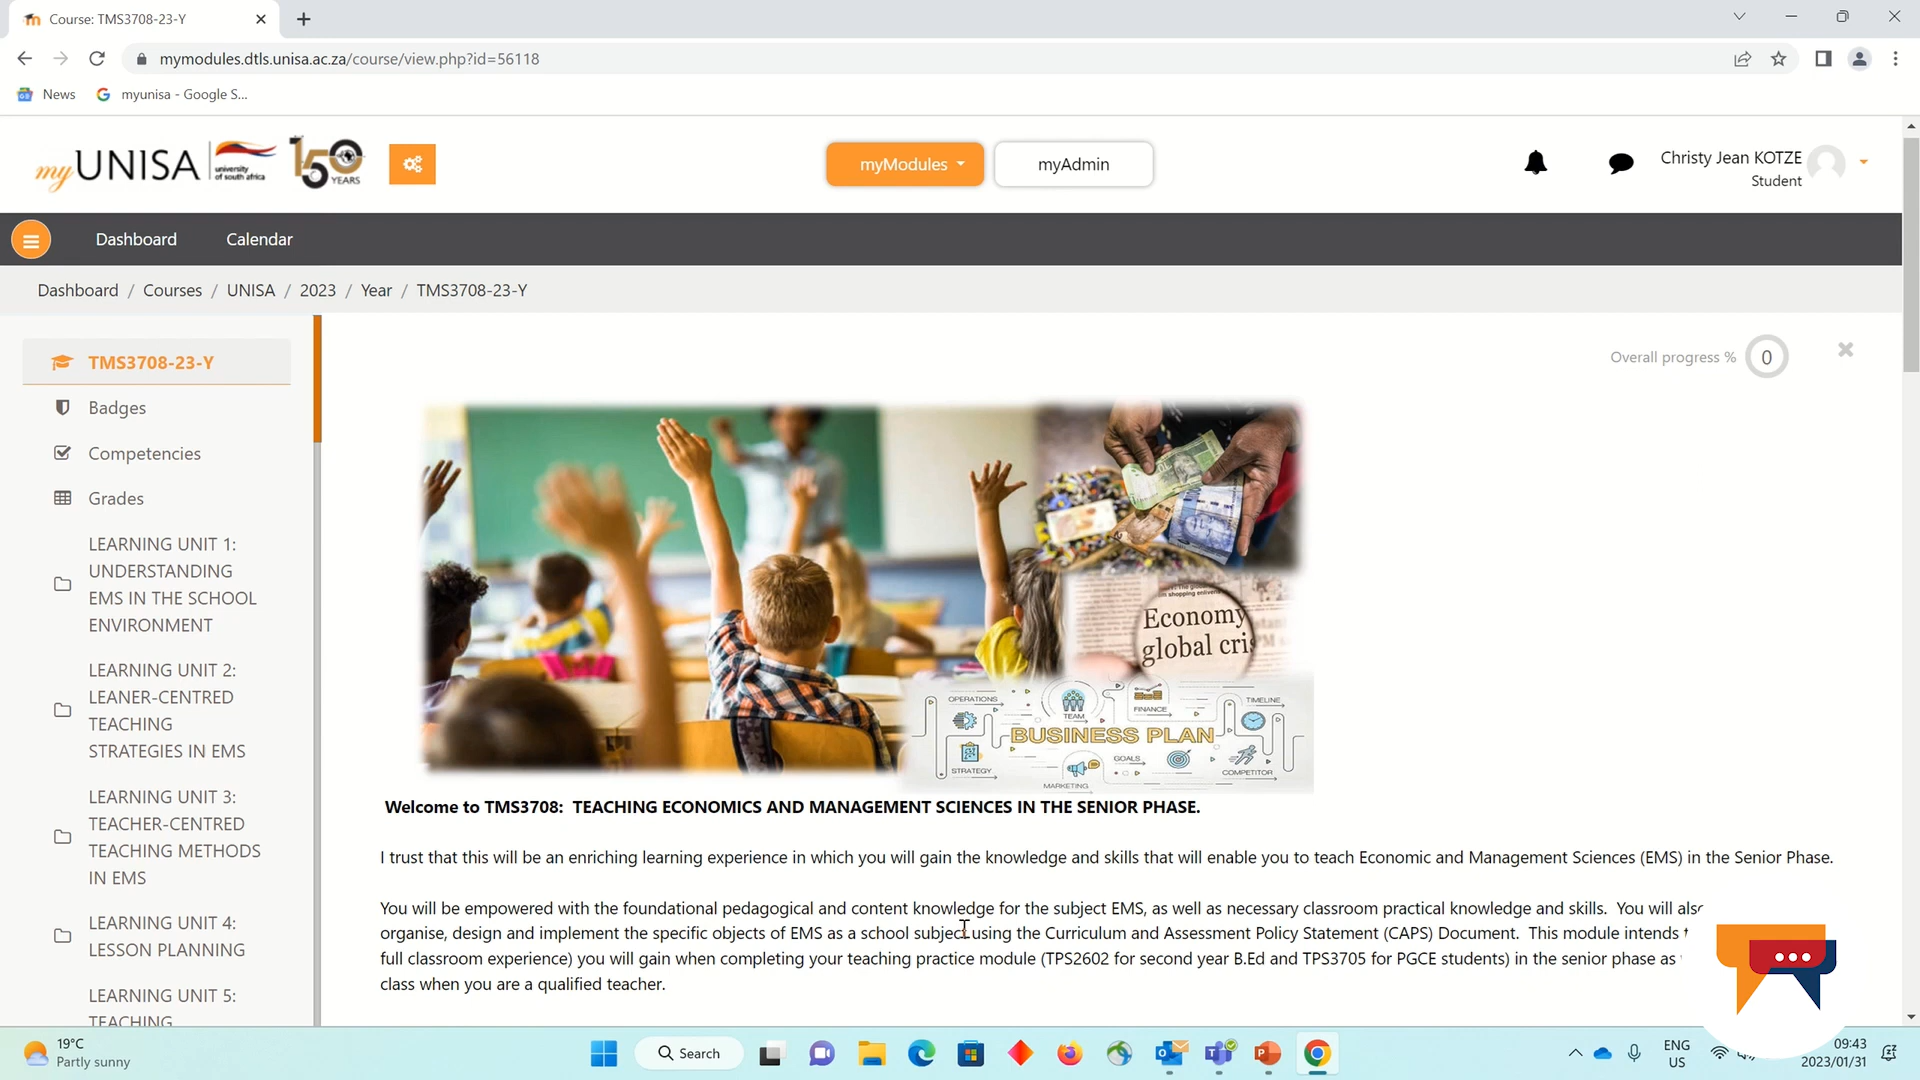 Course: TMS3708-23-Y
mymodules.dtls.unisa.ac.za/course/view.php?id=56118
News myunisa - Google S...
myUNISA university of south africa 150 YEARS
myModules myAdmin
Christy Jean KOTZE
Student
Dashboard Calendar
Dashboard / Courses / UNISA / 2023 / Year / TMS3708-23-Y
TMS3708-23-Y
Badges
Competencies
Grades
LEARNING UNIT 1:
UNDERSTANDING
EMS IN THE SCHOOL
ENVIRONMENT
LEARNING UNIT 2:
LEANER-CENTRED
TEACHING
STRATEGIES IN EMS
LEARNING UNIT 3:
TEACHER-CENTRED
TEACHING METHODS
IN EMS
LEARNING UNIT 4:
LESSON PLANNING
LEARNING UNIT 5:
TEACHING
Overall progress % 0
Economy
global cris
OPERATIONS
TEAM
FINANCE
TIMELINE
BUSINESS PLAN
STRATEGY
MARKETING
GOALS
COMPETITOR
Welcome to TMS3708: TEACHING ECONOMICS AND MANAGEMENT SCIENCES IN THE SENIOR PHASE.
I trust that this will be an enriching learning experience in which you will gain the knowledge and skills that will enable you to teach Economic and Management Sciences (EMS) in the Senior Phase.
You will be empowered with the foundational pedagogical and content knowledge for the subject EMS, as well as necessary classroom practical knowledge and skills. You will also
organise, design and implement the specific objects of EMS as a school subject using the Curriculum and Assessment Policy Statement (CAPS) Document. This module intends
full classroom experience) you will gain when completing your teaching practice module (TPS2602 for second year B.Ed and TPS3705 for PGCE students) in the senior phase as
class when you are a qualified teacher.
19°C
Partly sunny
Search
ENG
US
09:43
2023/01/31